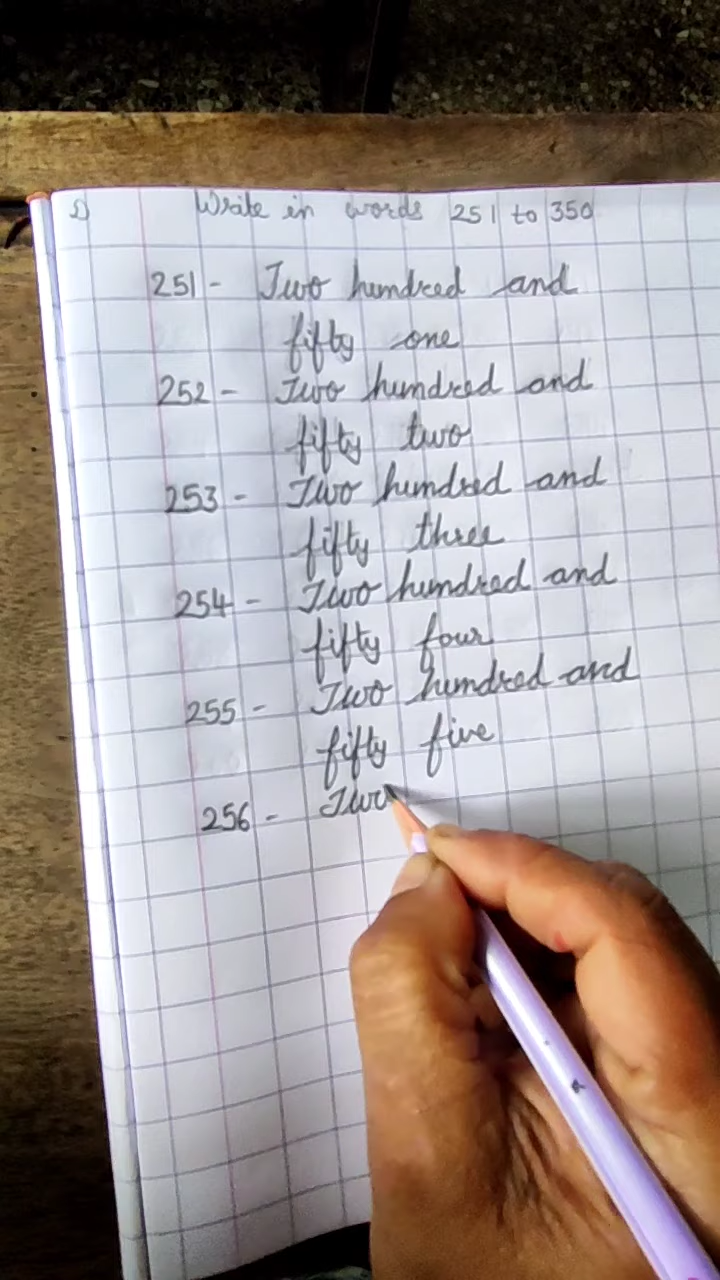 1) Write in words 251 to 350
251 - Two hundred and
fifty one
252 - Two hundred and
fifty two
253 - Two hundred and
fifty three
254 - Two hundred and
fifty four
255 - Two hundred and
fifty five
256 - Two